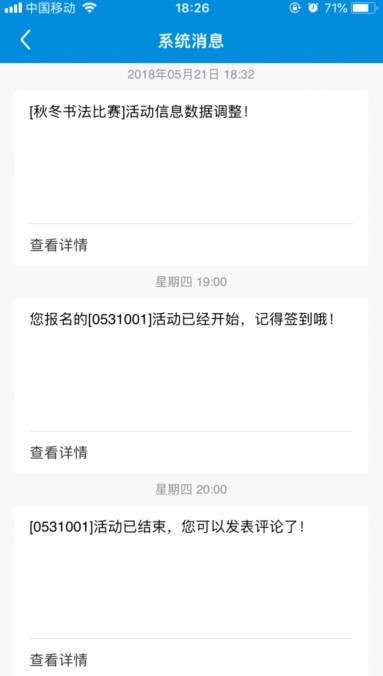 中国移动 18:26 71%
系统消息
2018年05月21日 18:32
[秋冬书法比赛]活动信息数据调整！
查看详情
星期四 19:00
您报名的[0531001]活动已经开始，记得签到哦！
查看详情
星期四 20:00
[0531001]活动已结束，您可以发表评论了！
查看详情